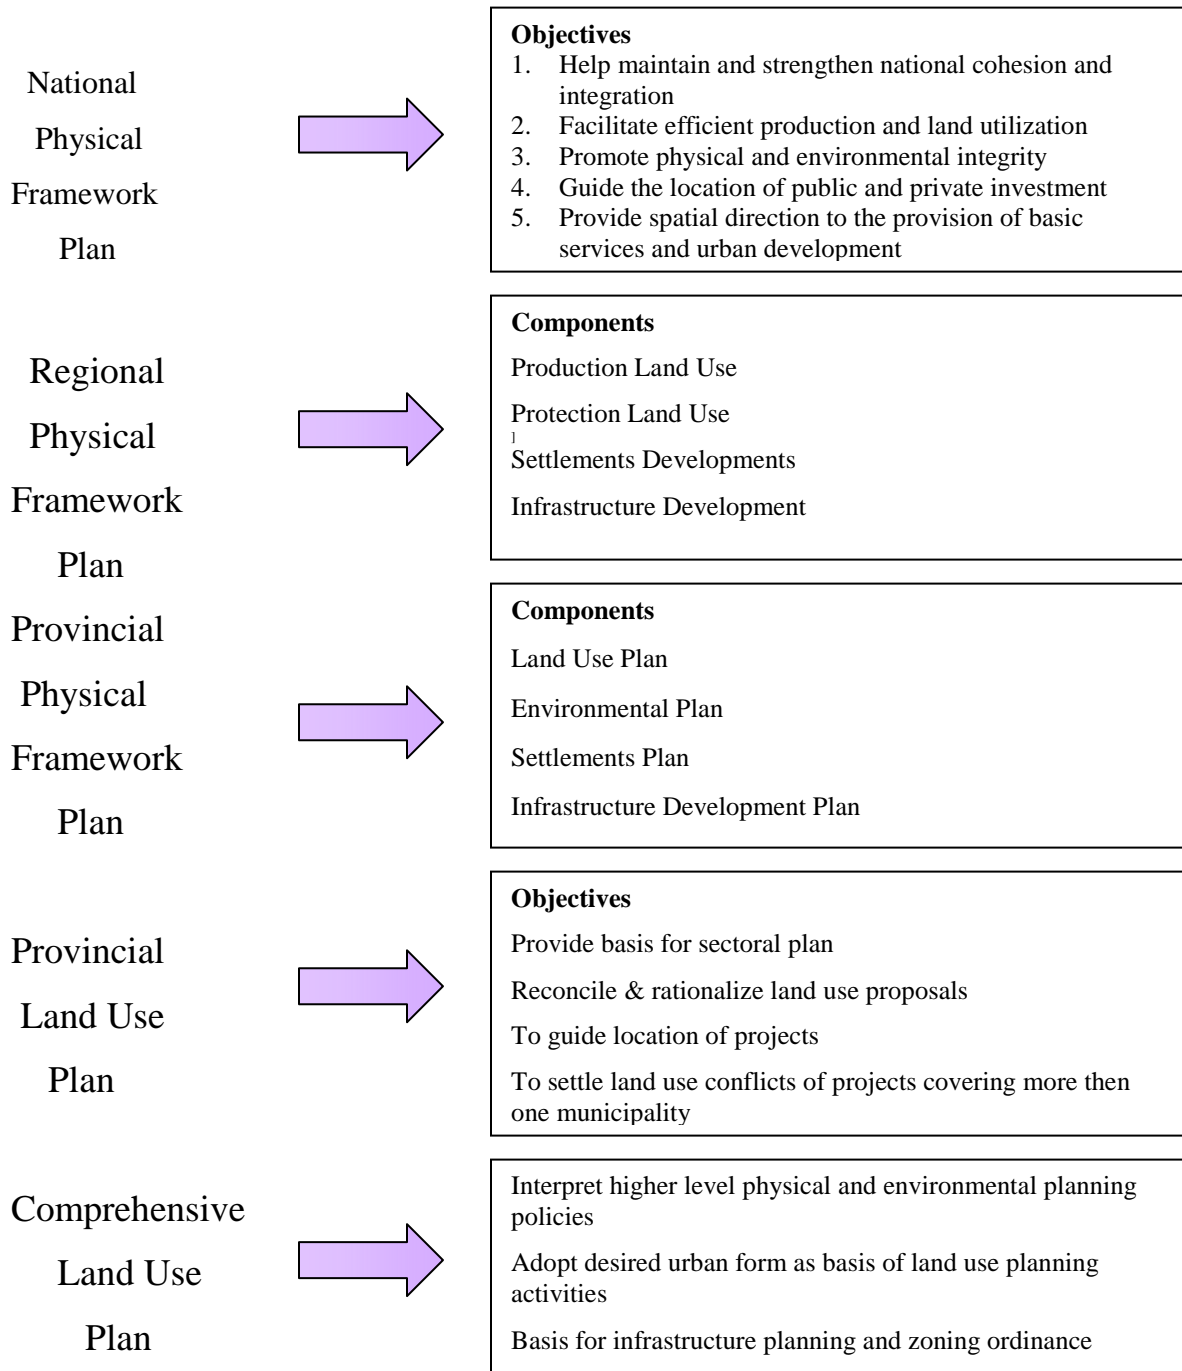 National
Physical
Framework
Plan
Objectives
1. Help maintain and strengthen national cohesion and
integration
2. Facilitate efficient production and land utilization
3. Promote physical and environmental integrity
4. Guide the location of public and private investment
5. Provide spatial direction to the provision of basic
services and urban development
Regional
Physical
Framework
Plan
Components
Production Land Use
Protection Land Use
]
Settlements Developments
Infrastructure Development
Provincial
Physical
Framework
Plan
Components
Land Use Plan
Environmental Plan
Settlements Plan
Infrastructure Development Plan
Provincial
Land Use
Plan
Objectives
Provide basis for sectoral plan
Reconcile & rationalize land use proposals
To guide location of projects
To settle land use conflicts of projects covering more then
one municipality
Comprehensive
Land Use
Plan
Interpret higher level physical and environmental planning
policies
Adopt desired urban form as basis of land use planning
activities
Basis for infrastructure planning and zoning ordinance